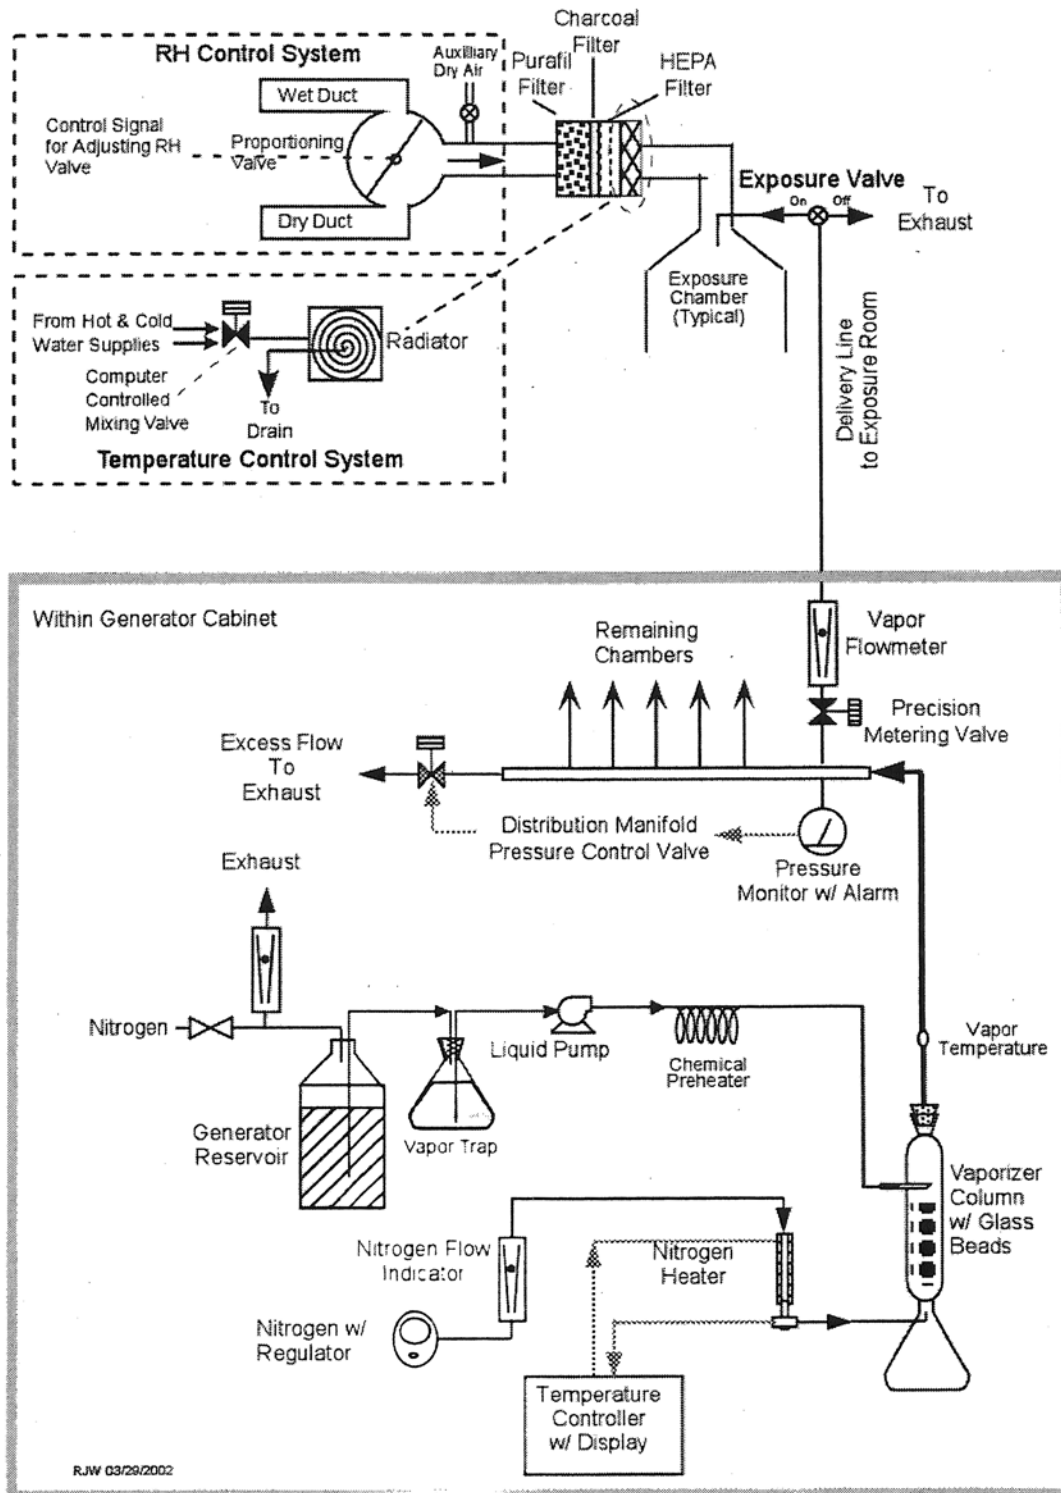 Charcoal
Filter
RH Control System
Auxilliary
Dry Air
Purafil
Filter
HEPA
Filter
Wet Duct
Control Signal
for Adjusting RH
Valve
Proportioning
Valve
Dry Duct
Exposure Valve
On
Off
To
Exhaust
Exposure
Chamber
(Typical)
From Hot & Cold
Water Supplies
Radiator
Computer
Controlled
Mixing Valve
To
Drain
Temperature Control System
Delivery Line
to Exposure Room
Within Generator Cabinet
Remaining
Chambers
Vapor
Flowmeter
Precision
Metering Valve
Excess Flow
To
Exhaust
Distribution Manifold
Pressure Control Valve
Pressure
Monitor w/ Alarm
Exhaust
Nitrogen
Liquid Pump
Chemical
Preheater
Vapor
Temperature
Generator
Reservoir
Vapor Trap
Vaporizer
Column
w/ Glass
Beads
Nitrogen Flow
Indicator
Nitrogen
Heater
Nitrogen w/
Regulator
Temperature
Controller
w/ Display
RJW 03/29/2002